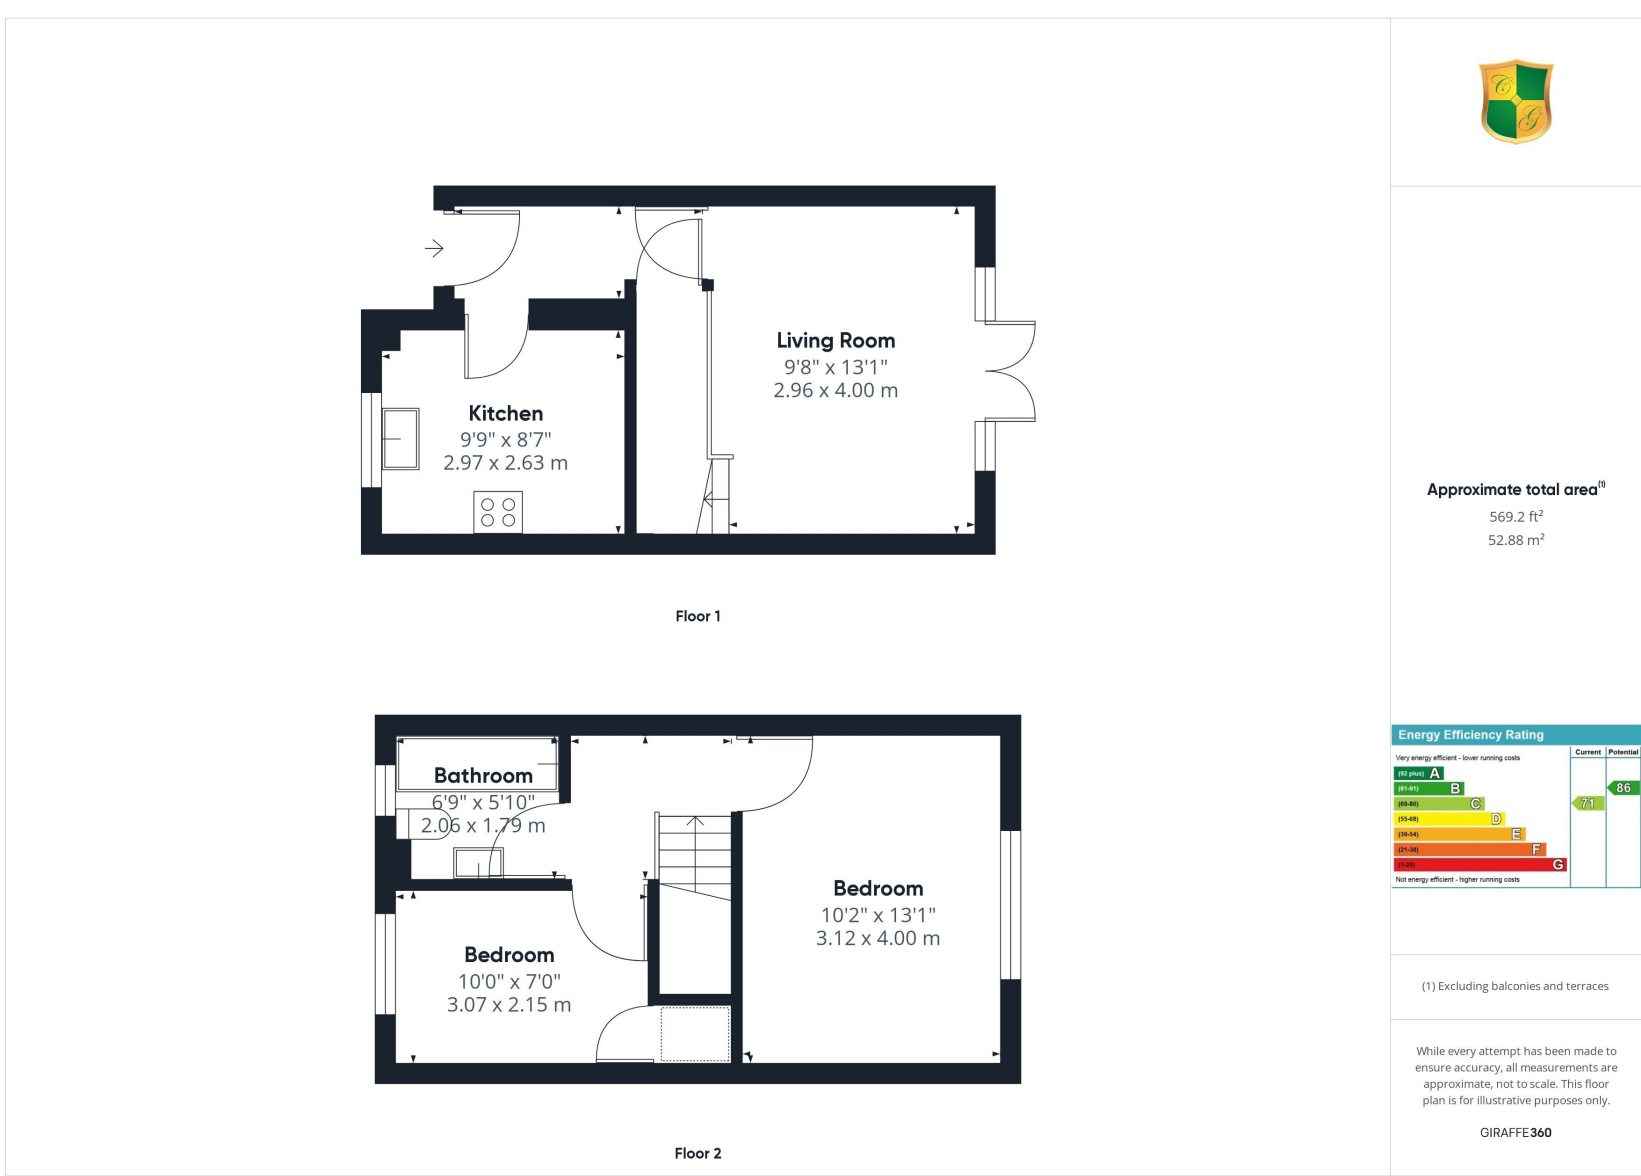 C
G
Living Room
9'8" x 13'1"
2.96 x 4.00 m
Kitchen
9'9" x 8'7"
2.97 x 2.63 m
Floor 1
Bathroom
6'9" x 5'10"
2.06 x 1.79 m
Bedroom
10'2" x 13'1"
3.12 x 4.00 m
Bedroom
10'0" x 7'0"
3.07 x 2.15 m
Floor 2
Approximate total area(1)
569.2 ft²
52.88 m²
Energy Efficiency Rating
Current Potential
Very energy efficient - lower running costs
(92 plus) A
(81-91) B
(69-80) C
(55-68) D
(39-54) E
(21-38) F
(1-20) G
71
86
Not energy efficient - higher running costs
(1) Excluding balconies and terraces
While every attempt has been made to
ensure accuracy, all measurements are
approximate, not to scale. This floor
plan is for illustrative purposes only.
GIRAFFE360